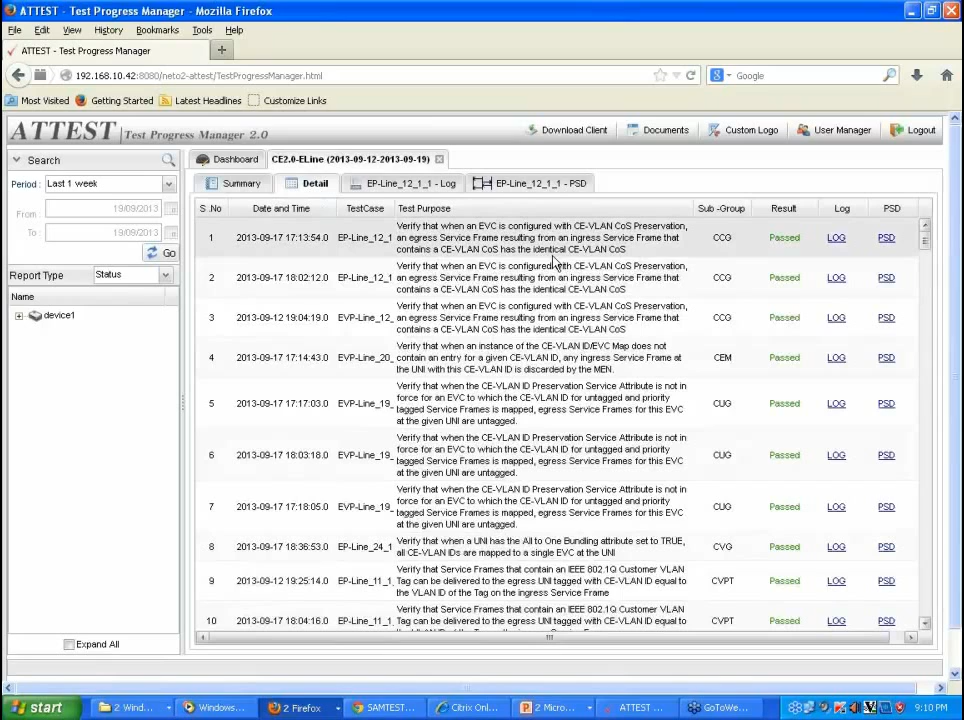 ATTEST - Test Progress Manager - Mozilla Firefox
File Edit View History Bookmarks Tools Help
ATTEST - Test Progress Manager
192.168.10.42:8080/neto2-attest/TestProgressManager.html
Google
Most Visited Getting Started Latest Headlines Customize Links
ATTEST | Test Progress Manager 2.0
Download Client Documents Custom Logo User Manager Logout
Search
Dashboard CE2.0-ELine (2013-09-12-2013-09-19)
Period : Last 1 week
Summary Detail EP-Line_12_1_1 - Log EP-Line_12_1_1 - PSD
From : 19/09/2013
To : 19/09/2013
Go
Report Type Status
Name
device1
Expand All
S .No Date and Time TestCase Test Purpose Sub -Group Result Log PSD
1 2013-09-17 17:13:54.0 EP-Line_12_1 Verify that when an EVC is configured with CE-VLAN CoS Preservation,
an egress Service Frame resulting from an ingress Service Frame that
contains a CE-VLAN CoS has the identical CE-VLAN CoS
CCG Passed LOG PSD
2 2013-09-17 18:02:12.0 EP-Line_12_1 Verify that when an EVC is configured with CE-VLAN CoS Preservation,
an egress Service Frame resulting from an ingress Service Frame that
contains a CE-VLAN CoS has the identical CE-VLAN CoS
CCG Passed LOG PSD
3 2013-09-12 19:04:19.0 EP-Line_12_ Verify that when an EVC is configured with CE-VLAN CoS Preservation,
an egress Service Frame resulting from an ingress Service Frame that
contains a CE-VLAN CoS has the identical CE-VLAN CoS
CCG Passed LOG PSD
4 2013-09-17 17:14:43.0 EVP-Line_20_ Verify that when an instance of the CE-VLAN ID/EVC Map does not
contain an entry for a given CE-VLAN ID, any ingress Service Frame at
the UNI with this CE-VLAN ID is discarded by the MEN.
CEM Passed LOG PSD
5 2013-09-17 17:17:03.0 EVP-Line_19_ Verify that when the CE-VLAN ID Preservation Service Attribute is not in
force for an EVC to which the CE-VLAN ID for untagged and priority
tagged Service Frames is mapped, egress Service Frames for this EVC
at the given UNI are untagged.
CUG Passed LOG PSD
6 2013-09-17 18:03:18.0 EVP-Line_19_ Verify that when the CE-VLAN ID Preservation Service Attribute is not in
force for an EVC to which the CE-VLAN ID for untagged and priority
tagged Service Frames is mapped, egress Service Frames for this EVC
at the given UNI are untagged.
CUG Passed LOG PSD
7 2013-09-17 17:18:05.0 EVP-Line_19_ Verify that when the CE-VLAN ID Preservation Service Attribute is not in
force for an EVC to which the CE-VLAN ID for untagged and priority
tagged Service Frames is mapped, egress Service Frames for this EVC
at the given UNI are untagged.
CUG Passed LOG PSD
8 2013-09-17 18:36:53.0 EP-Line_24_1 Verify that when a UNI has the All to One Bundling attribute set to TRUE,
all CE-VLAN IDs are mapped to a single EVC at the UNI
CVG Passed LOG PSD
9 2013-09-12 19:25:14.0 EP-Line_11_1_ Verify that Service Frames that contain an IEEE 802.1Q Customer VLAN
Tag can be delivered to the egress UNI tagged with CE-VLAN ID equal to
the VLAN ID of the Tag on the ingress Service Frame
CVPT Passed LOG PSD
10 2013-09-17 18:04:16.0 EP-Line_11_1_ Verify that Service Frames that contain an IEEE 802.1Q Customer VLAN
Tag can be delivered to the egress UNI tagged with CE-VLAN ID equal to
CVPT Passed LOG PSD
start 2 Wind... Windows... 2 Firefox SAMTEST... Citrix Onl... 2 Micro... ATTEST ... GoToWe... 9:10 PM